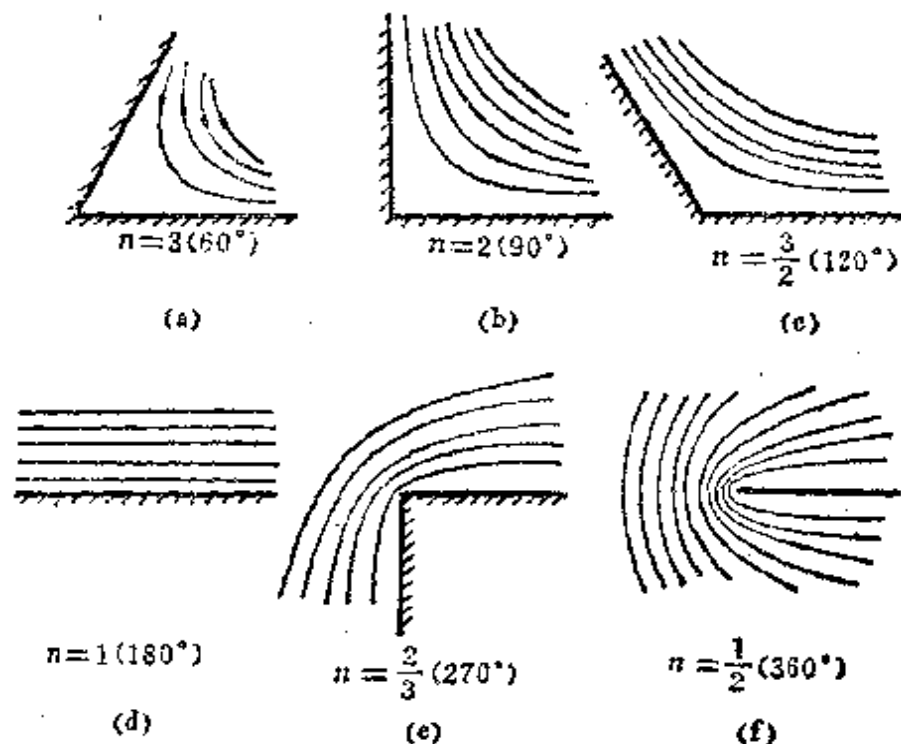 n=3(60°)
n=2(90°)
n=3/2(120°)
(a)
(b)
(c)
n=1(180°)
n=2/3(270°)
n=1/2(360°)
(d)
(e)
(f)